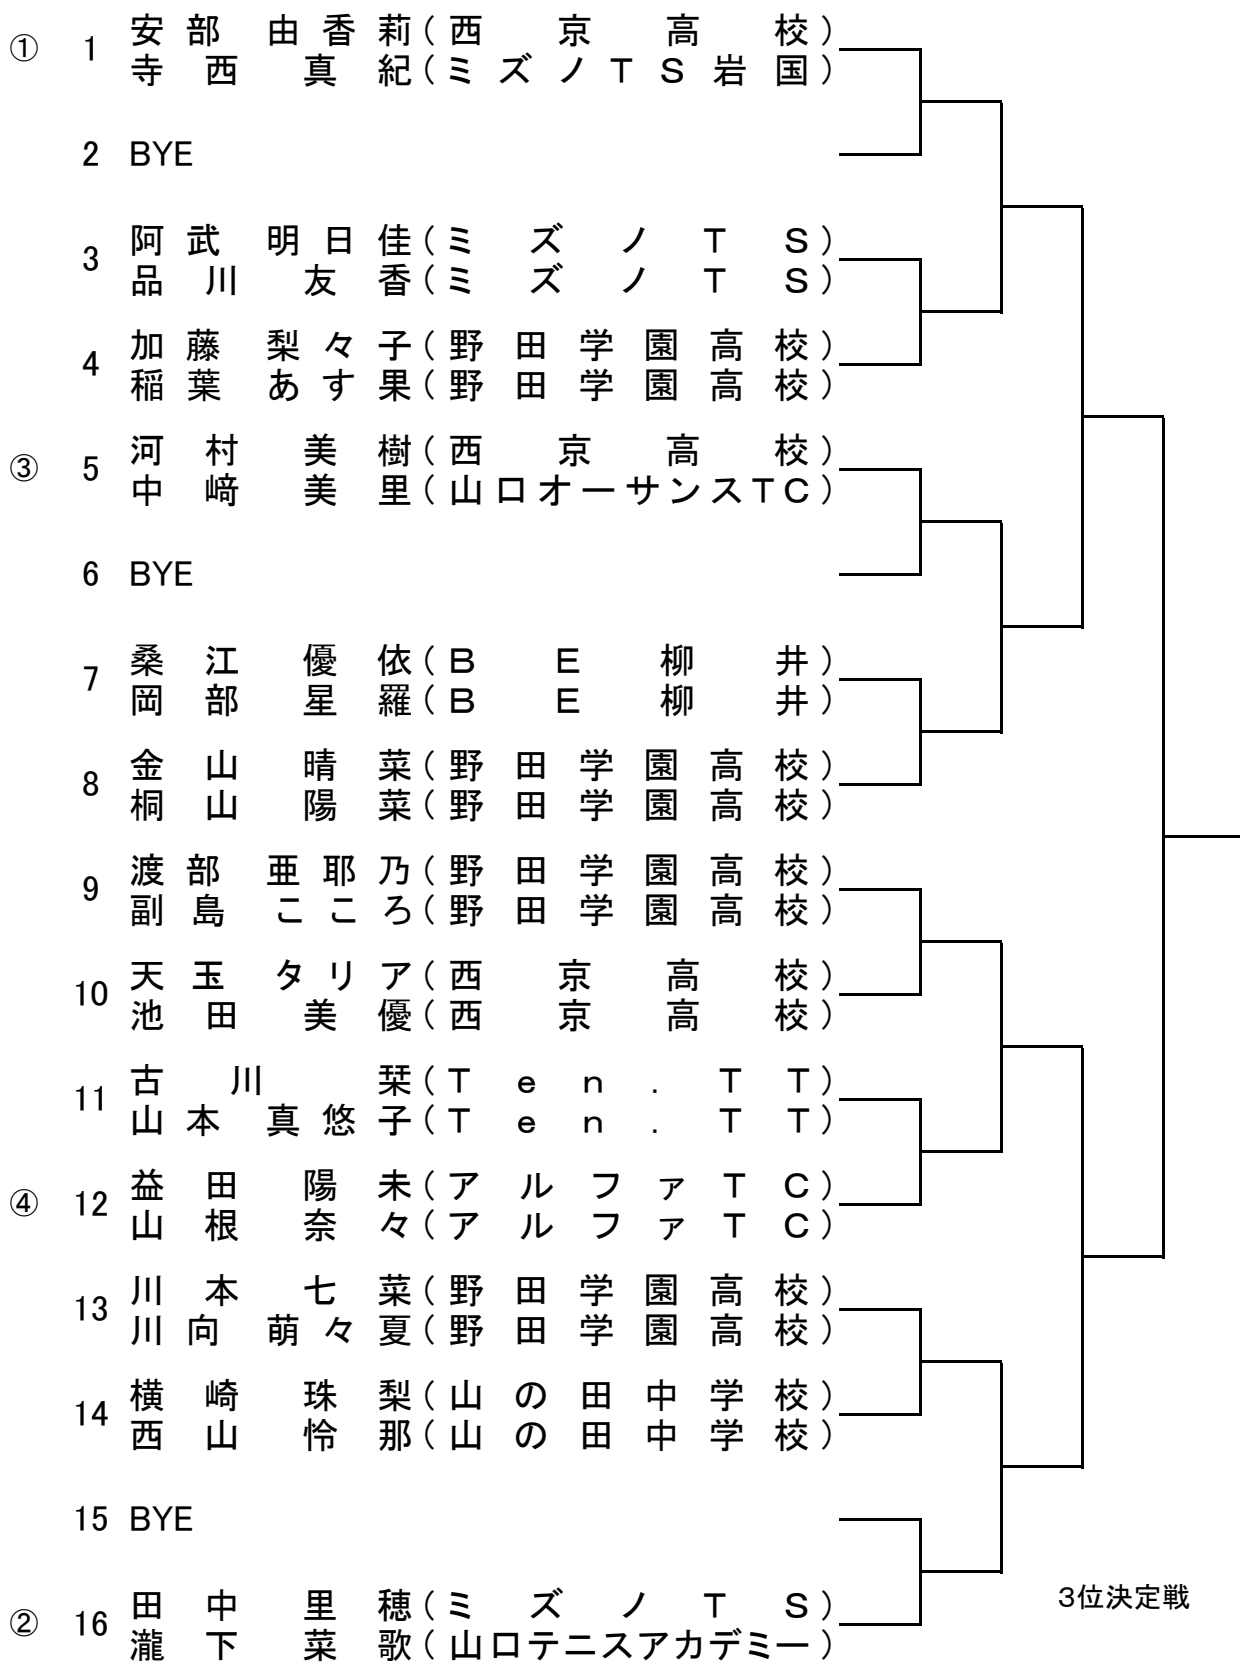 ① 1 安部 由香莉(西京高校)
寺西 真紀(ミズノTS岩国)
2 BYE
3 阿武 明日佳(ミズノTS)
品川 友香(ミズノTS)
4 加藤 梨々子(野田学園高校)
稲葉 あす果(野田学園高校)
③ 5 河村 美樹(西京高校)
中﨑 美里(山口オーサンスTC)
6 BYE
7 桑江 優依(BE柳井)
岡部 星羅(BE柳井)
8 金山 晴菜(野田学園高校)
桐山 陽菜(野田学園高校)
9 渡部 亜耶乃(野田学園高校)
副島 こころ(野田学園高校)
10 天玉 タリア(西京高校)
池田 美優(西京高校)
11 古川 栞(Ten.TT)
山本 真悠子(Ten.TT)
④ 12 益田 陽未(アルファTC)
山根 奈々(アルファTC)
13 川本 七菜(野田学園高校)
川向 萌々夏(野田学園高校)
14 横崎 珠梨(山の田中学校)
西山 怜那(山の田中学校)
15 BYE
3位決定戦
② 16 田中 里穂(ミズノTS)
瀧下 菜歌(山口テニスアカデミー)